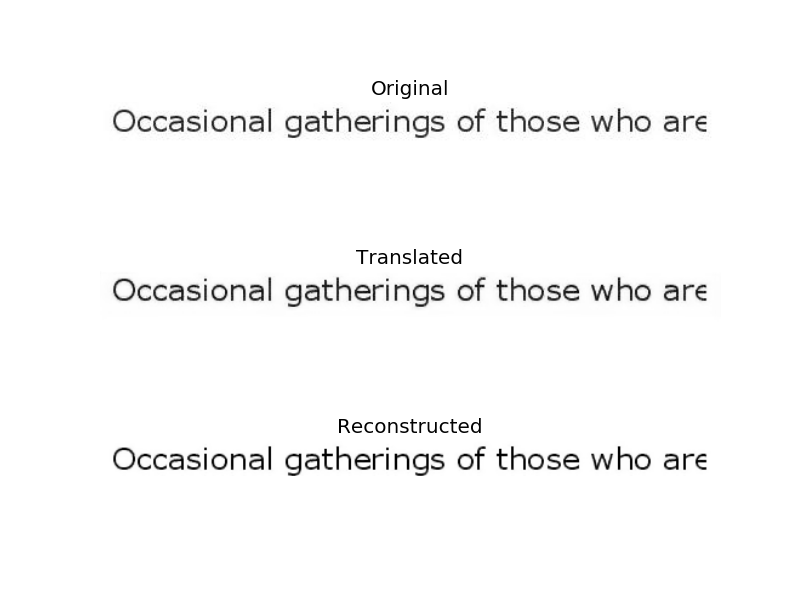 Original
Occasional gatherings of those who are
Translated
Occasional gatherings of those who are
Reconstructed
Occasional gatherings of those who are